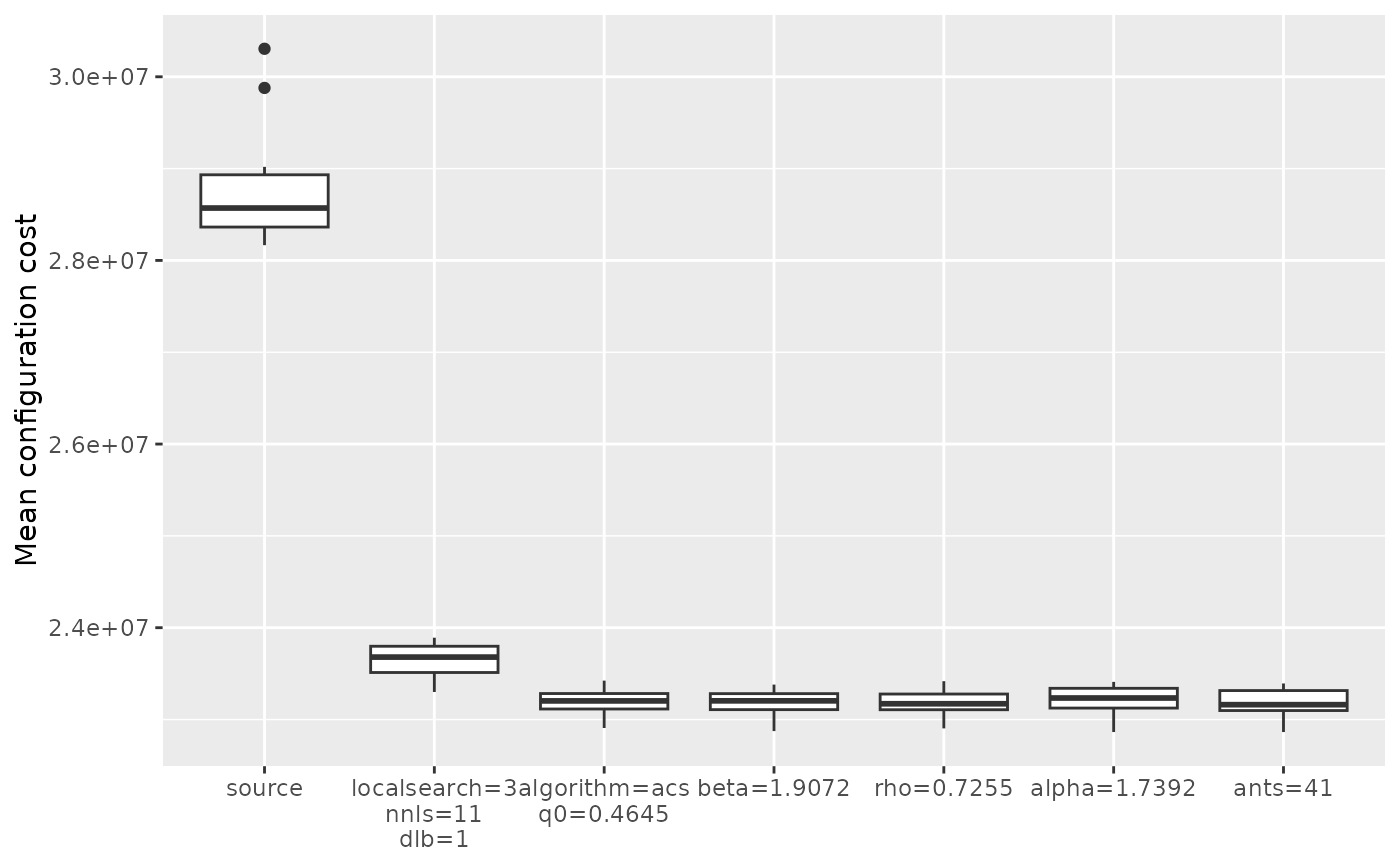 Mean configuration cost
3.0e+07
2.8e+07
2.6e+07
2.4e+07
source
localsearch=3
nnls=11
dlb=1
algorithm=acs
q0=0.4645
beta=1.9072
rho=0.7255
alpha=1.7392
ants=41